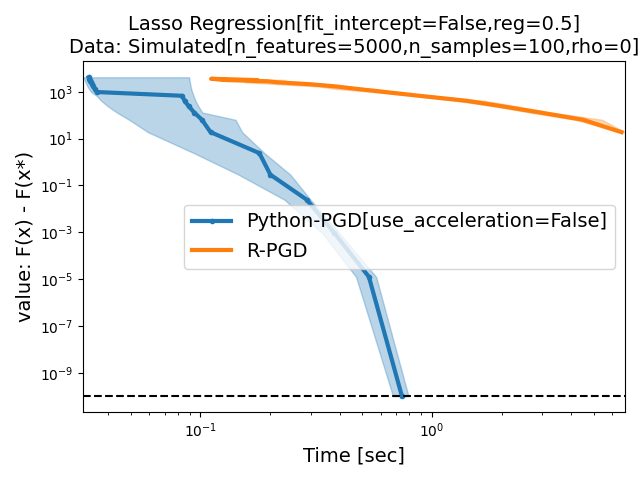 Lasso Regression[fit_intercept=False,reg=0.5]
Data: Simulated[n_features=5000,n_samples=100,rho=0]
value: F(x) - F(x*)
10³
10¹
10⁻¹
10⁻³
10⁻⁵
10⁻⁷
10⁻⁹
Python-PGD[use_acceleration=False]
R-PGD
10⁻¹
10⁰
Time [sec]